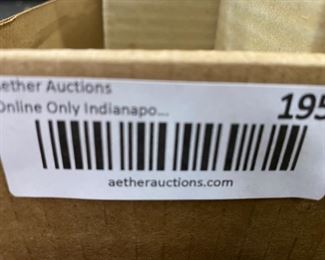 ether Auctions
Online Only Indianapo...
195
aetherauctions.com